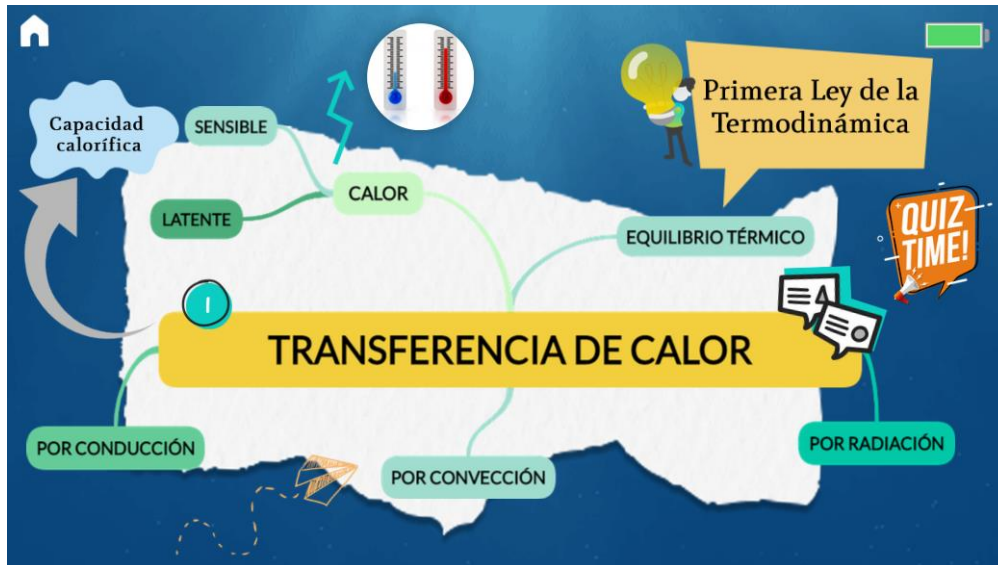 Capacidad
calorífica
SENSIBLE
LATENTE
CALOR
Primera Ley de la
Termodinámica
EQUILIBRIO TÉRMICO
QUIZ
TIME!
1
TRANSFERENCIA DE CALOR
A
POR CONDUCCIÓN
POR CONVECCIÓN
POR RADIACIÓN